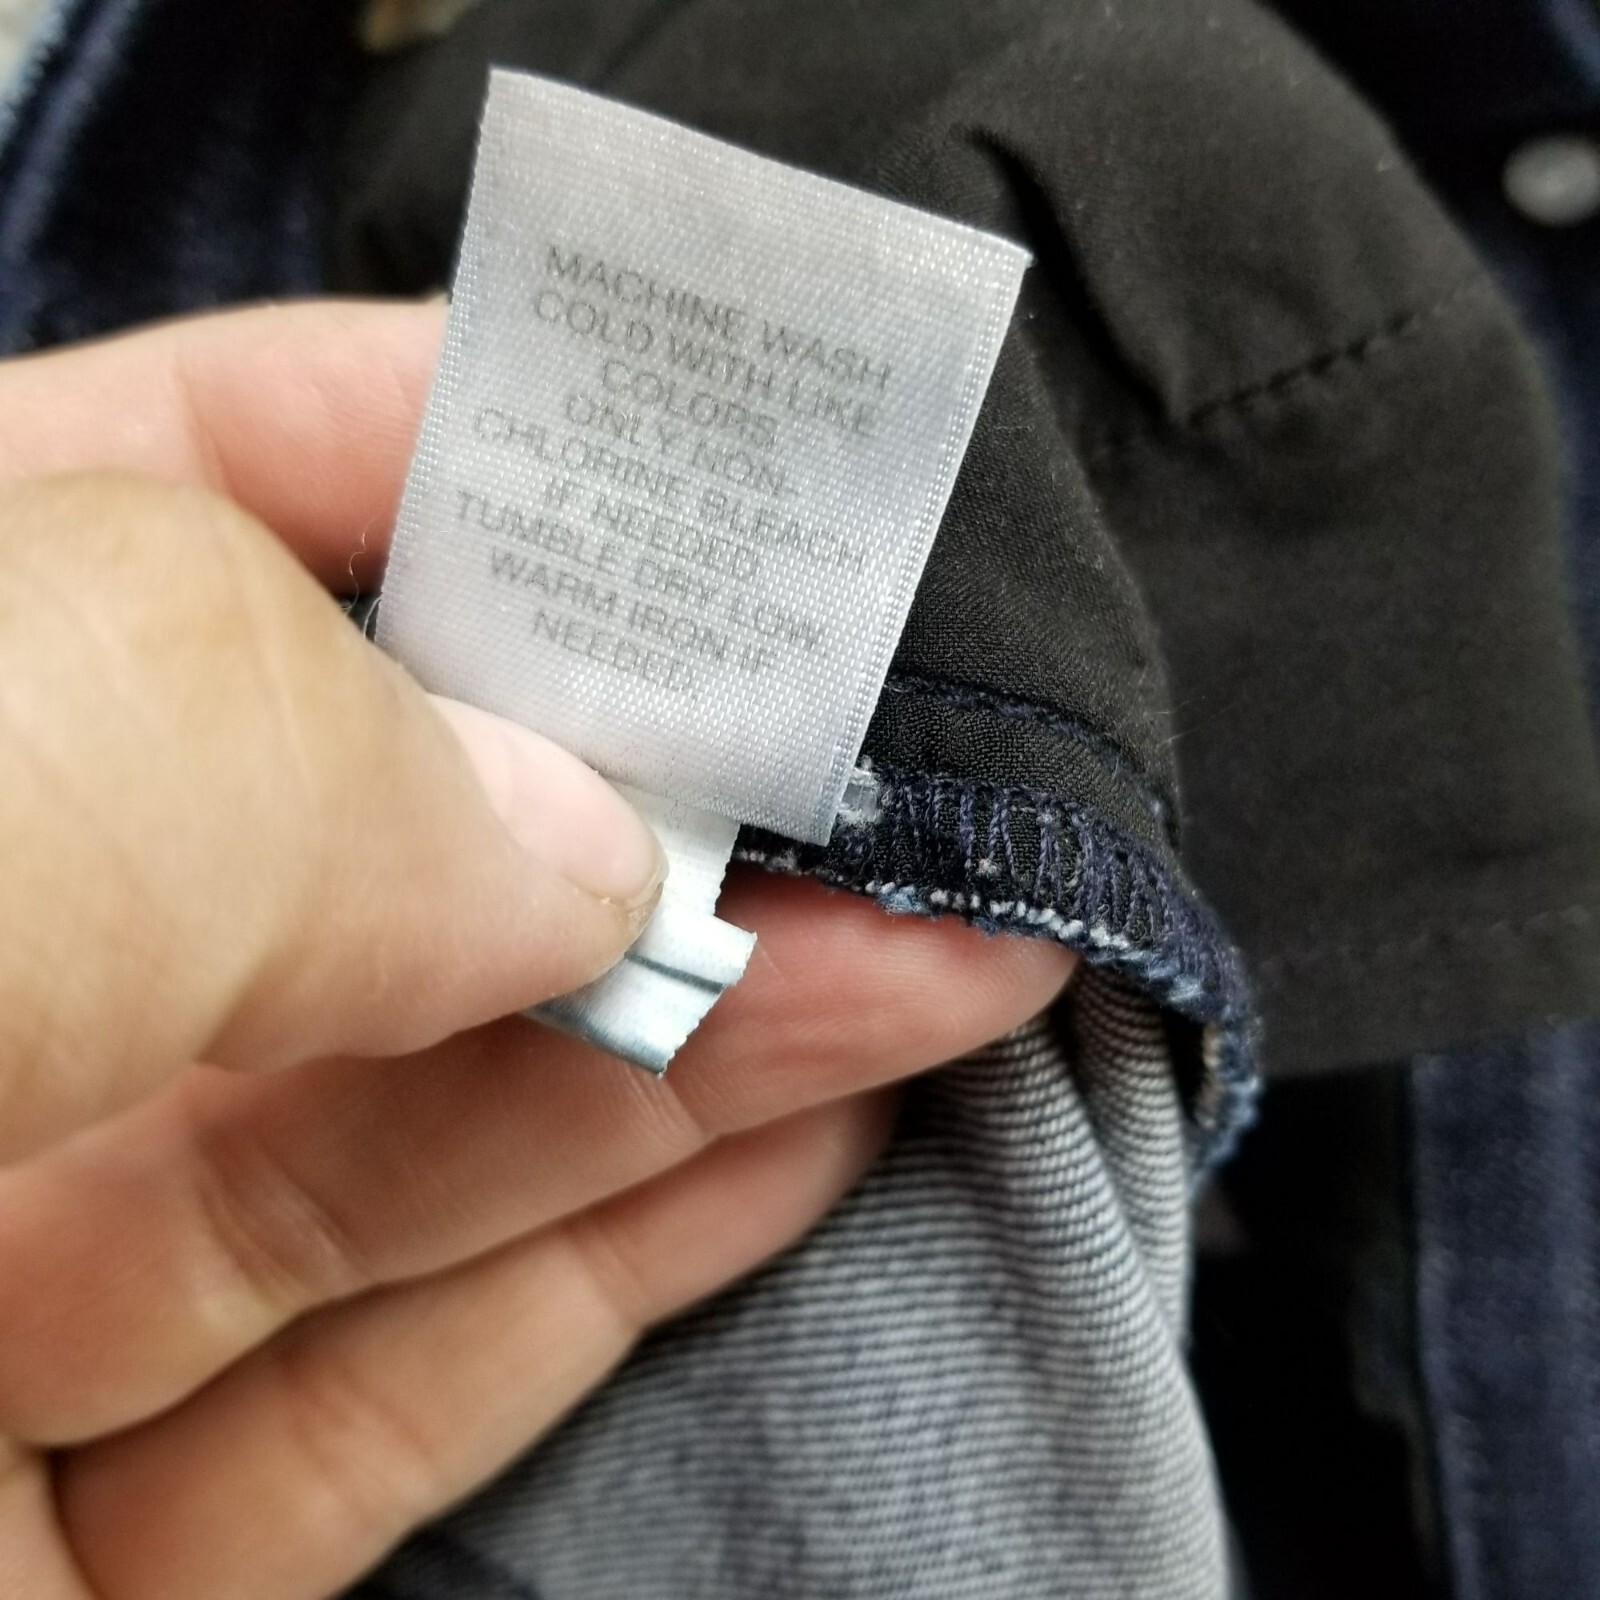 MACHINE WASH
COLD WITH LIKE
COLORS.
ONLY NON-
CHLORINE BLEACH
IF NEEDED.
TUMBLE DRY LOW.
WARM IRON IF
NEEDED.